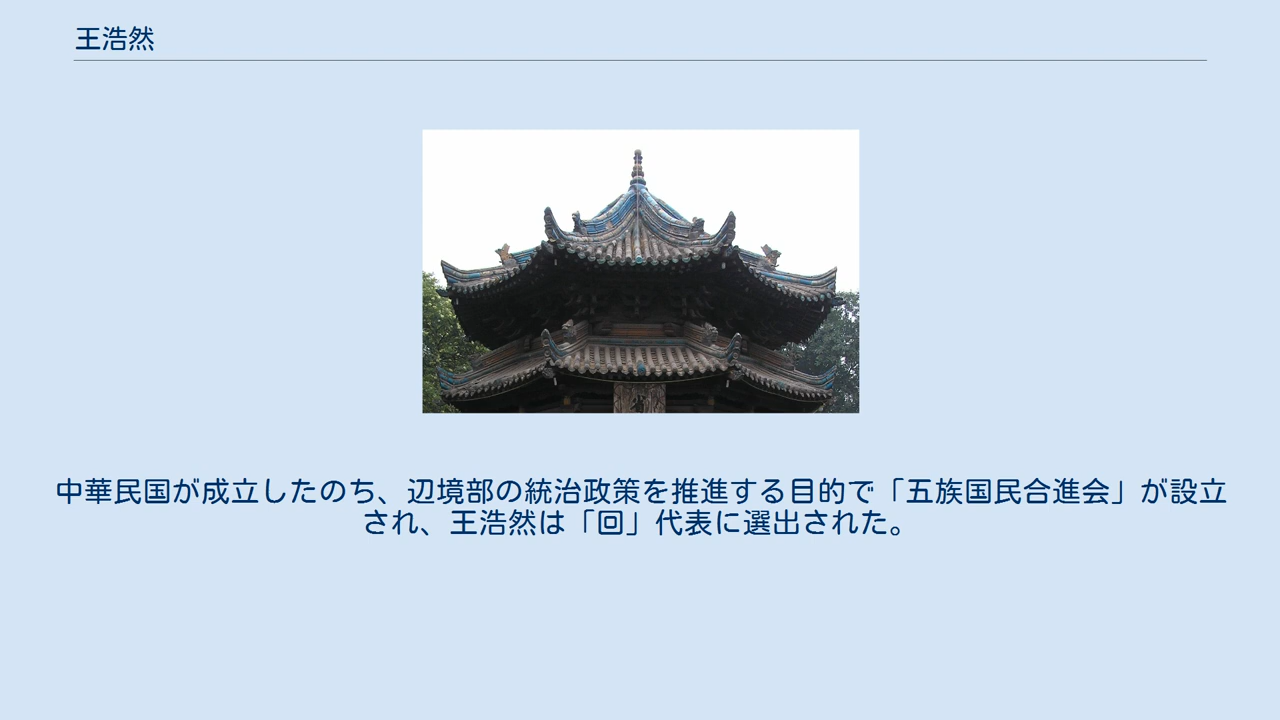 王浩然
中華民国が成立したのち、辺境部の統治政策を推進する目的で「五族国民合進会」が設立
され、王浩然は「回」代表に選出された。